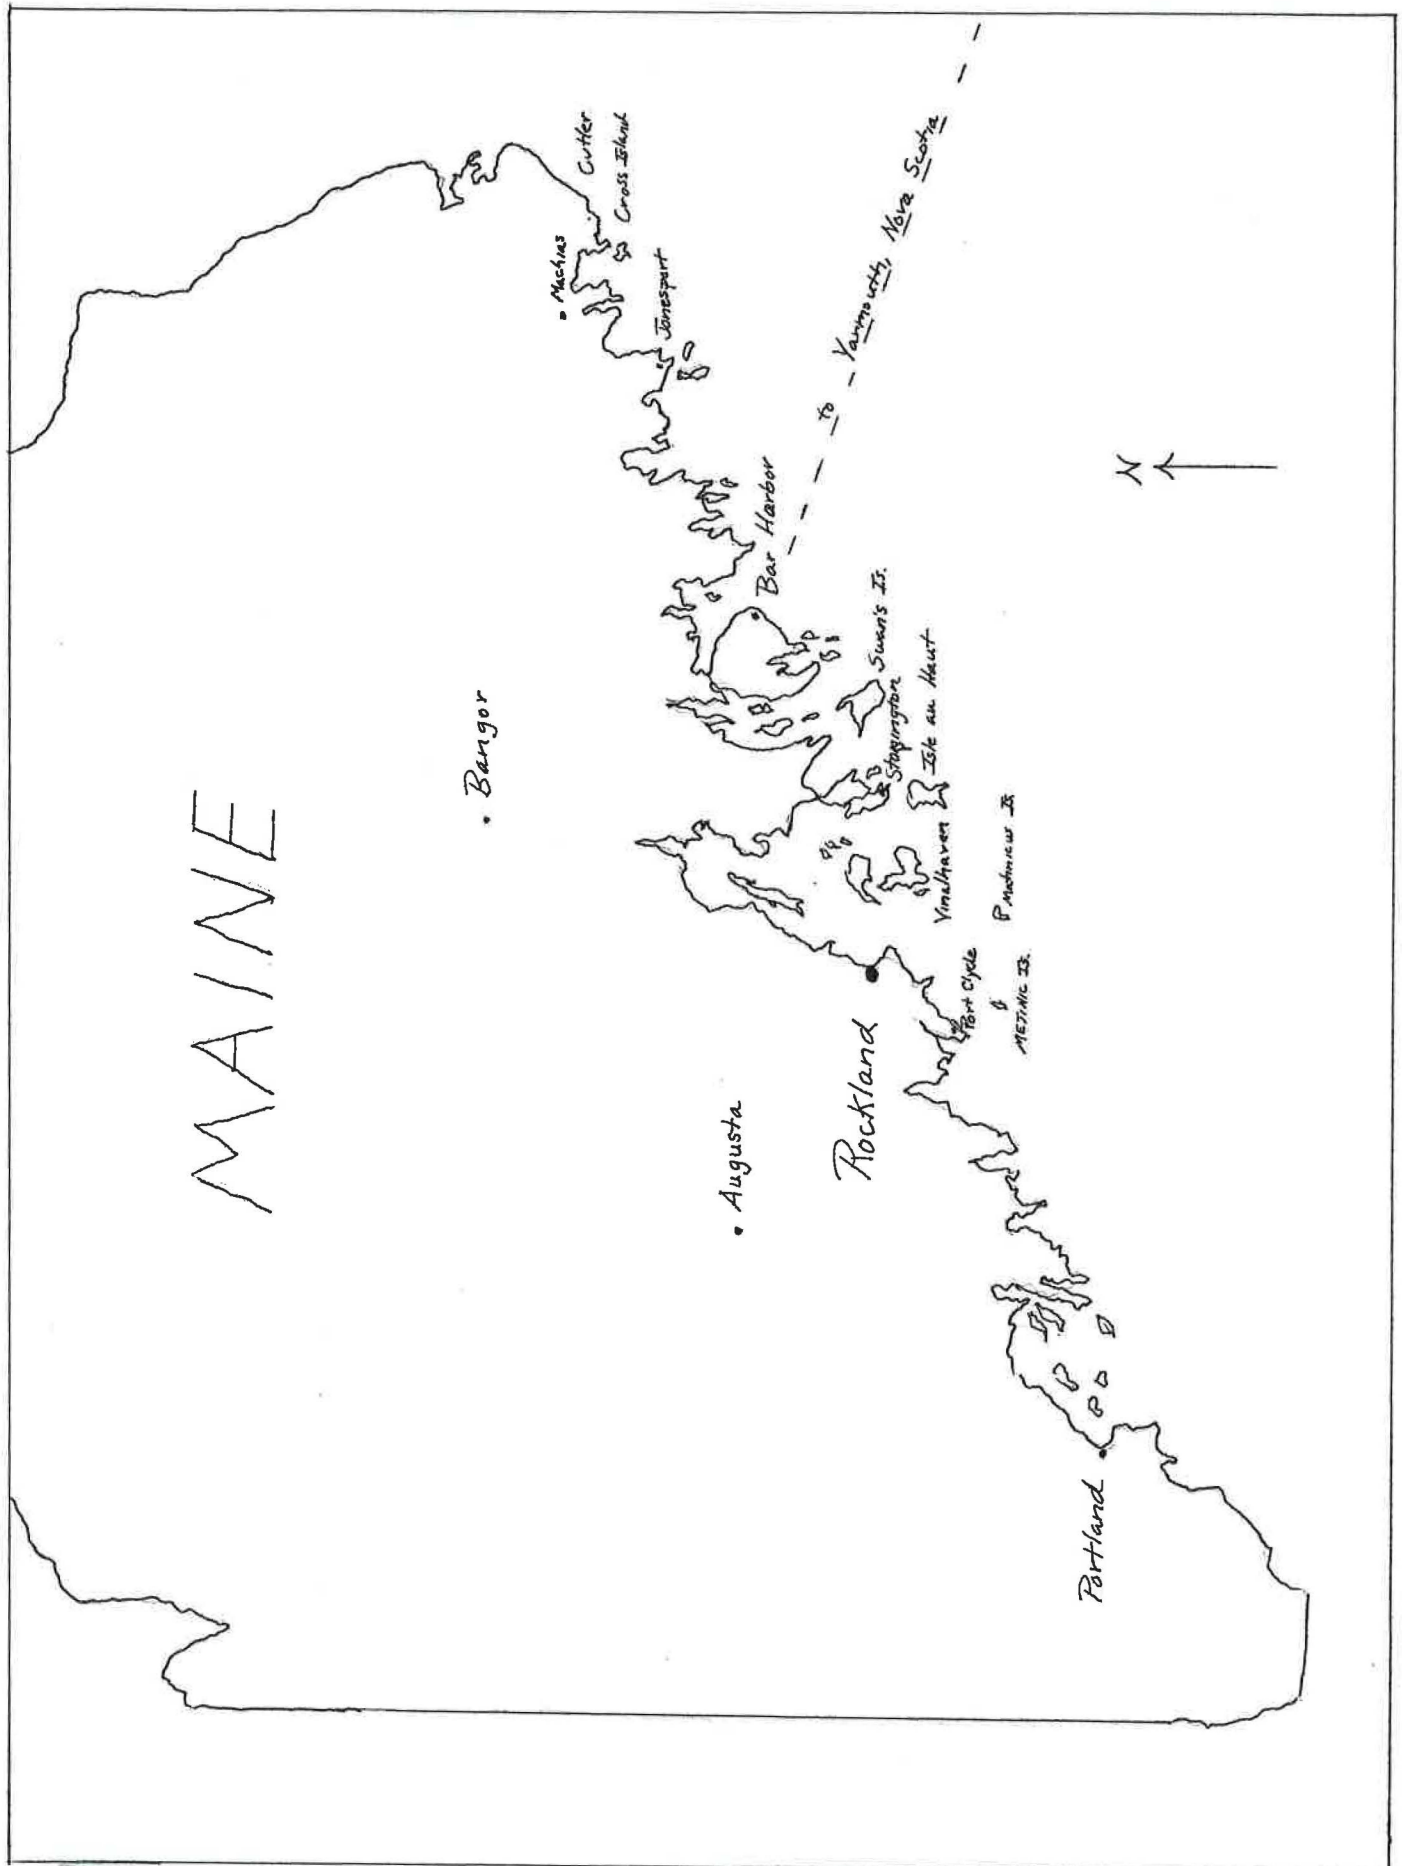 MAINE
Bangor
Augusta
Machias
Cutler
Cross Island
Jonesport
Bar Harbor
to Yarmouth, Nova Scotia
N
Swan's Is.
Stonington
Isle au Haut
Vinalhaven
Matinicus Is
Rockland
Port Clyde
METINIC IS.
Portland